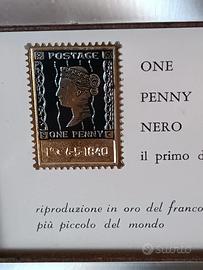 POSTAGE
ONE PENNY
6-5-1840
ONE
PENNY
NERO
il primo d
riproduzione in oro del franco
più piccolo del mondo
subito